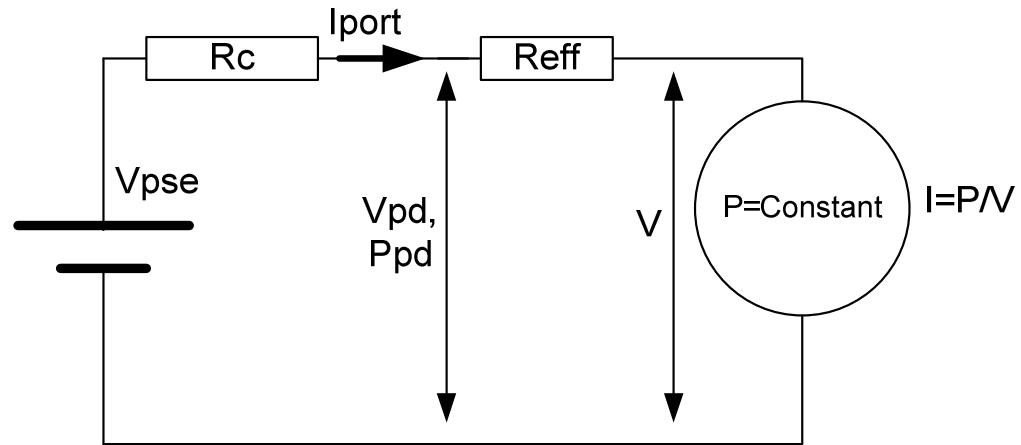 Iport
Rc
Reff
Vpse
Vpd,
Ppd
V
P=Constant
I=P/V